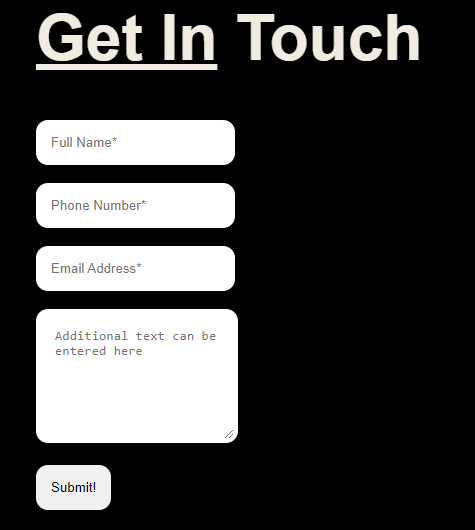 Get In Touch
Full Name*
Phone Number*
Email Address*
Additional text can be
entered here
Submit!